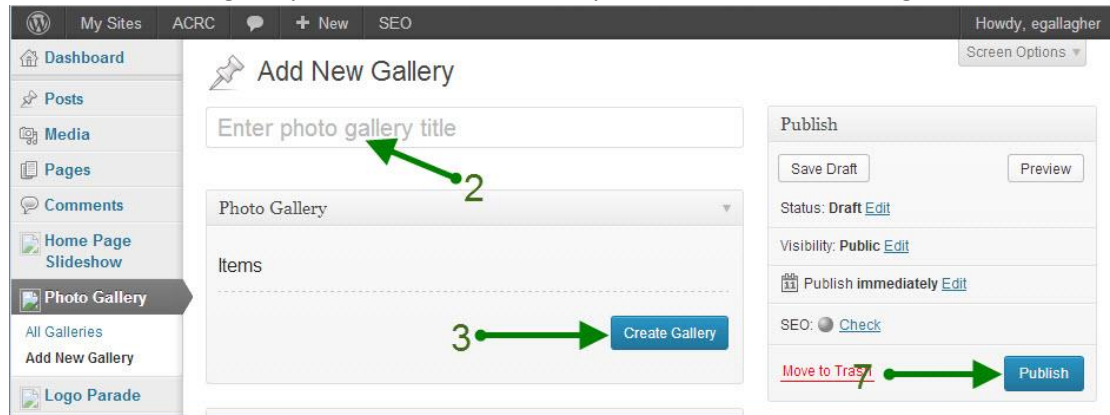 My Sites ACRC + New SEO Howdy, egallagher
Screen Options
Dashboard
Posts
Media
Pages
Comments
Home Page
Slideshow
Photo Gallery
All Galleries
Add New Gallery
Logo Parade
Add New Gallery
Enter photo gallery title
2
Photo Gallery
Items
3 Create Gallery
Publish
Save Draft Preview
Status: Draft Edit
Visibility: Public Edit
11 Publish immediately Edit
SEO: Check
Move to Trash 7 Publish